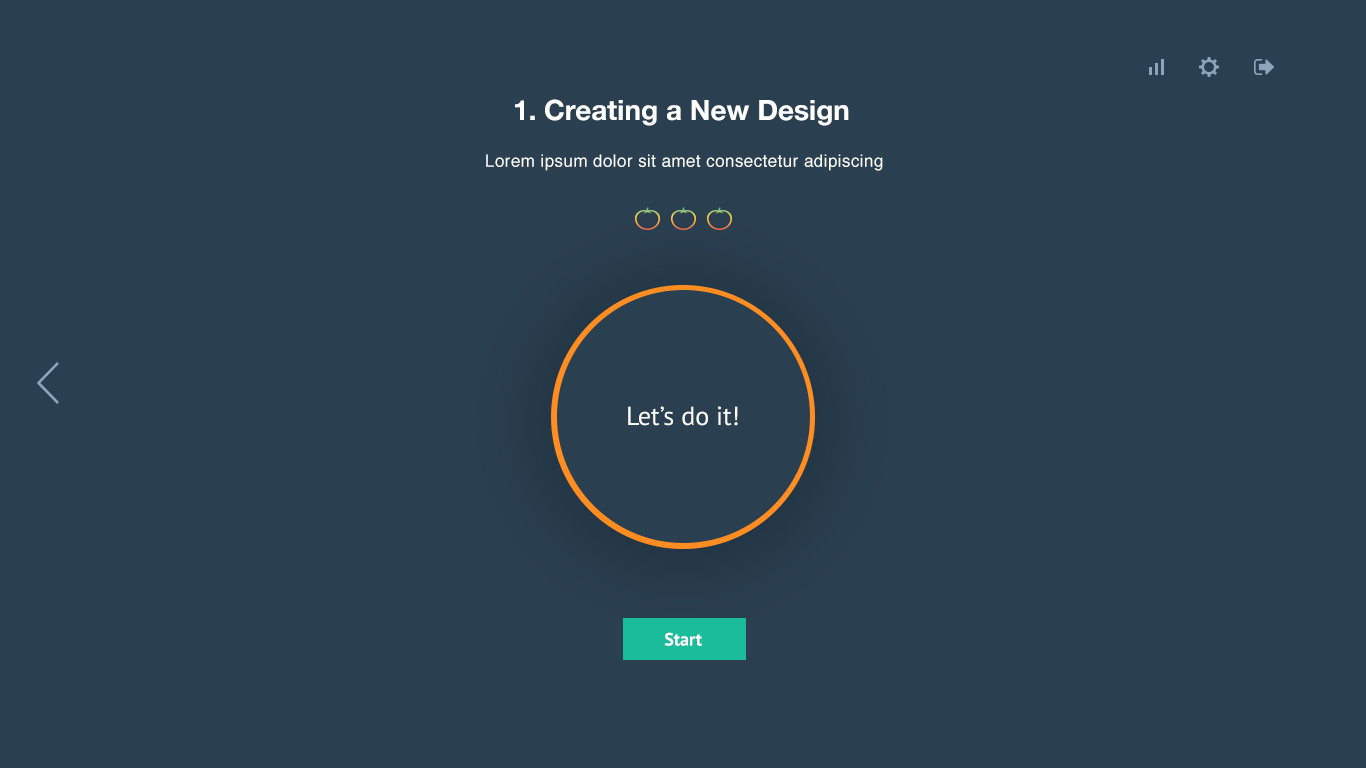 1. Creating a New Design
Lorem ipsum dolor sit amet consectetur adipiscing
Let’s do it!
Start